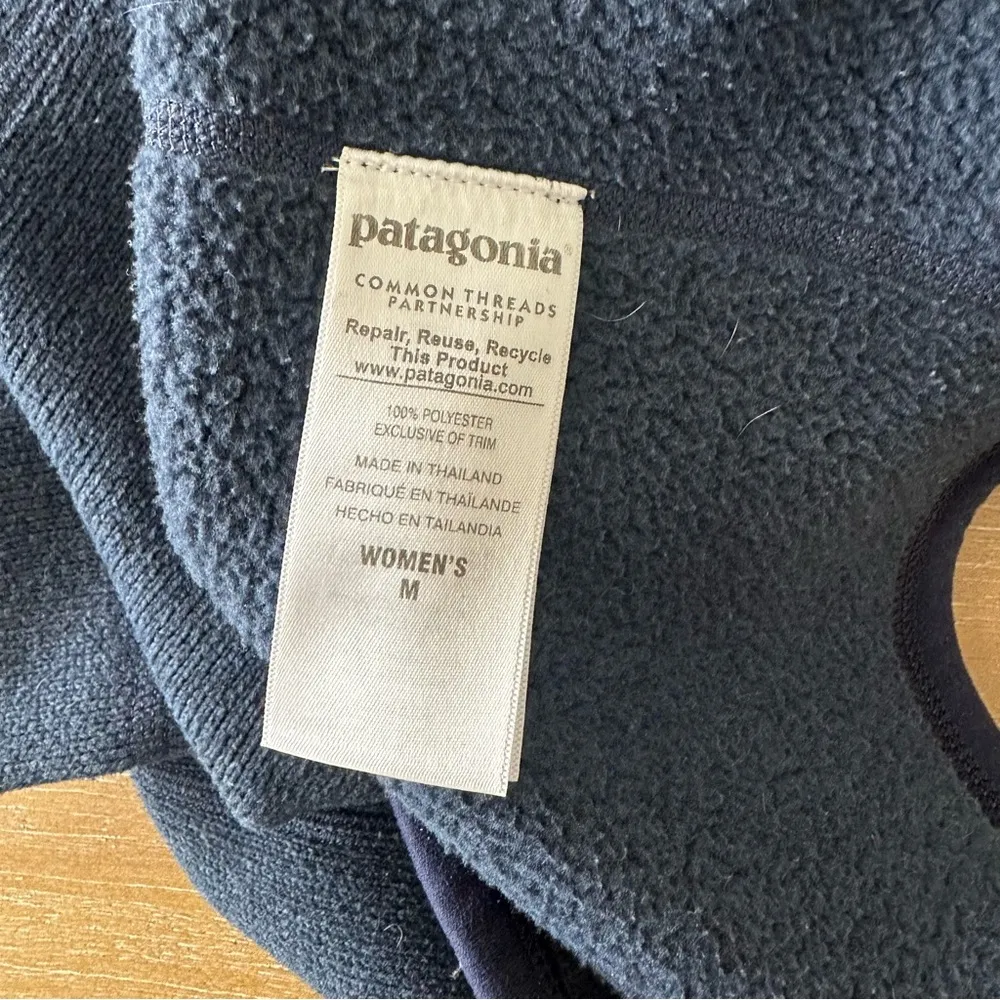 patagonia®
COMMON THREADS
PARTNERSHIP
Repair, Reuse, Recycle
This Product
www.patagonia.com
100% POLYESTER
EXCLUSIVE OF TRIM
MADE IN THAILAND
FABRIQUÉ EN THAÏLANDE
HECHO EN TAILANDIA
WOMEN'S
M